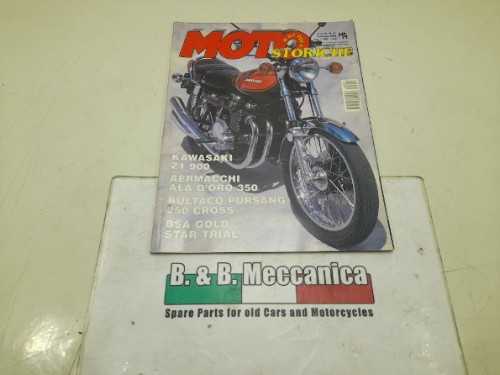 MOTO
STORICHE
KAWASAKI
Z1 900
AERMACCHI
ALA D'ORO 350
BULTACO PURSANG
250 CROSS
BSA GOLD
STAR TRIAL
B. & B. Meccanica
Spare Parts for old Cars and Motorcycles